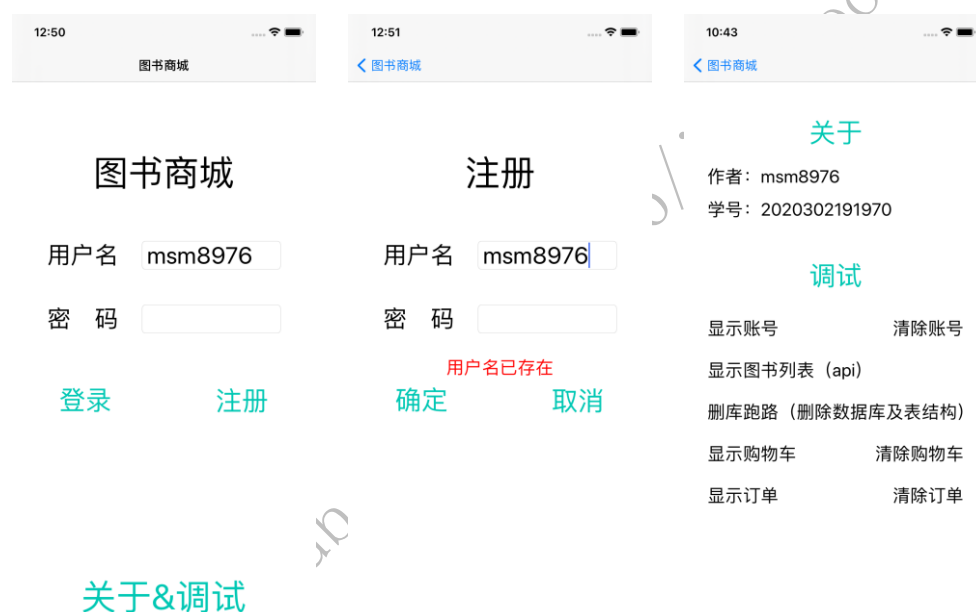 12:50
图书商城
图书商城
用户名 msm8976
密 码
登录 注册
关于&调试
12:51
图书商城
注册
用户名 msm8976
密 码
用户名已存在
确定 取消
10:43
图书商城
关于
作者：msm8976
学号：2020302191970
调试
显示账号 清除账号
显示图书列表（api）
删库跑路（删除数据库及表结构）
显示购物车 清除购物车
显示订单 清除订单